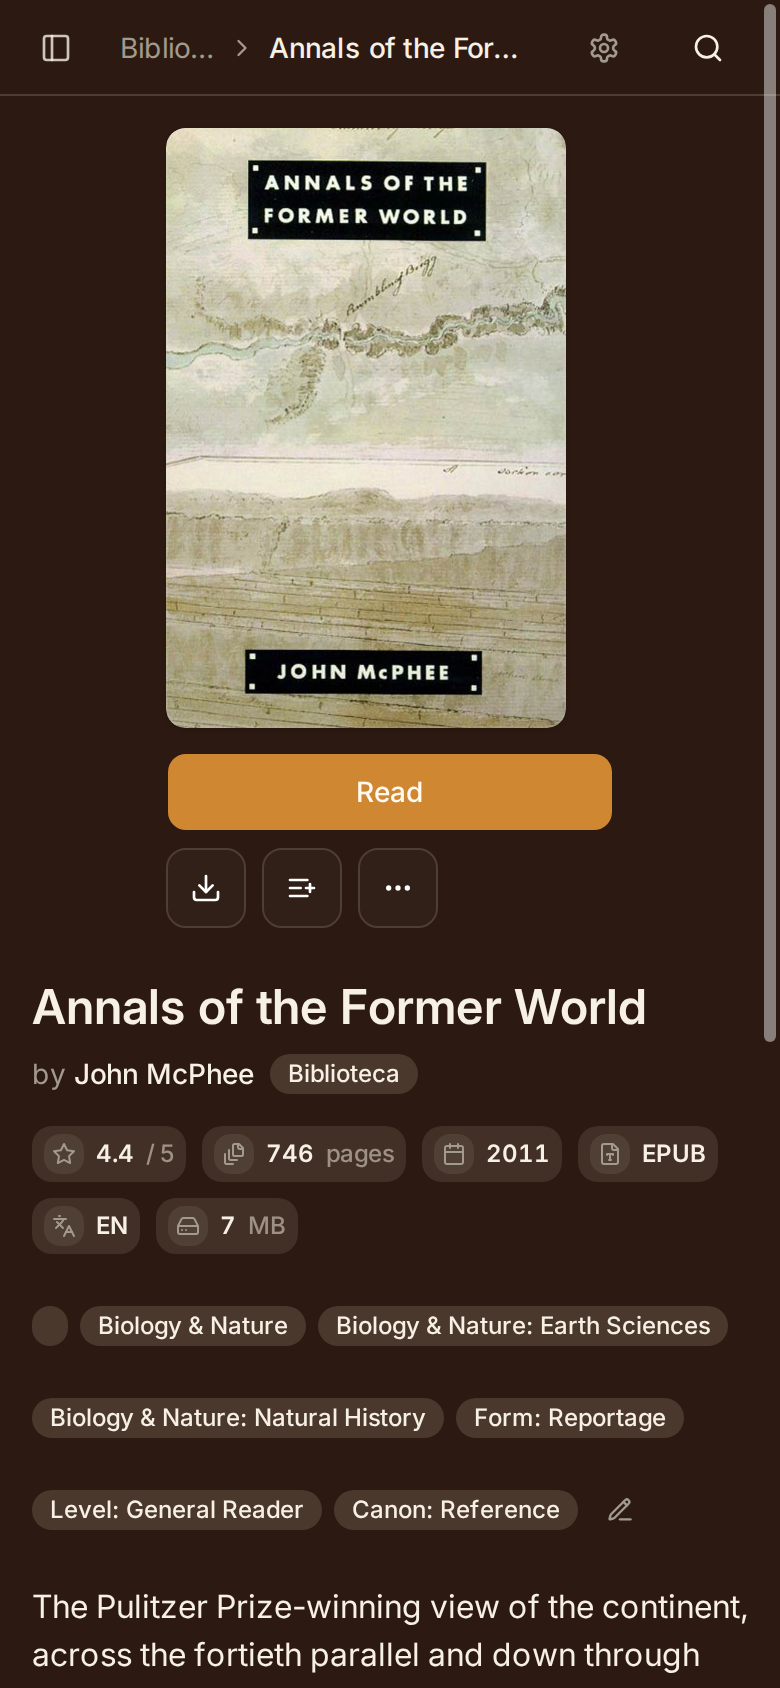 Biblio... > Annals of the For...
ANNALS OF THE
FORMER WORLD
Rumbling Brigg
JOHN McPHEE
Read
Annals of the Former World
by John McPhee Biblioteca
4.4 / 5 746 pages 2011 EPUB
EN 7 MB
Biology & Nature Biology & Nature: Earth Sciences
Biology & Nature: Natural History Form: Reportage
Level: General Reader Canon: Reference
The Pulitzer Prize-winning view of the continent,
across the fortieth parallel and down through